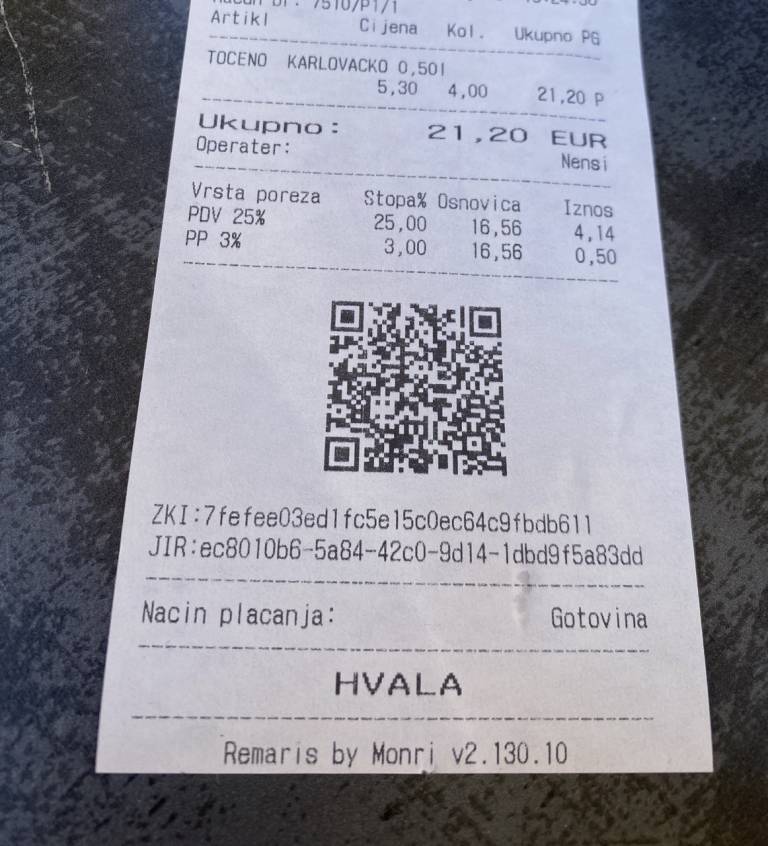 7510/P1/1
Artikl Cijena Kol. Ukupno PG
TOCENO KARLOVACKO 0,50l
5,30 4,00 21,20 P
Ukupno: 21,20 EUR
Operater: Nensi
Vrsta poreza Stopa% Osnovica Iznos
PDV 25% 25,00 16,56 4,14
PP 3% 3,00 16,56 0,50
ZKI:7fefee03ed1fc5e15c0ec64c9fbdb611
JIR:ec8010b6-5a84-42c0-9d14-1dbd9f5a83dd
Nacin placanja: Gotovina
HVALA
Remaris by Monri v2.130.10